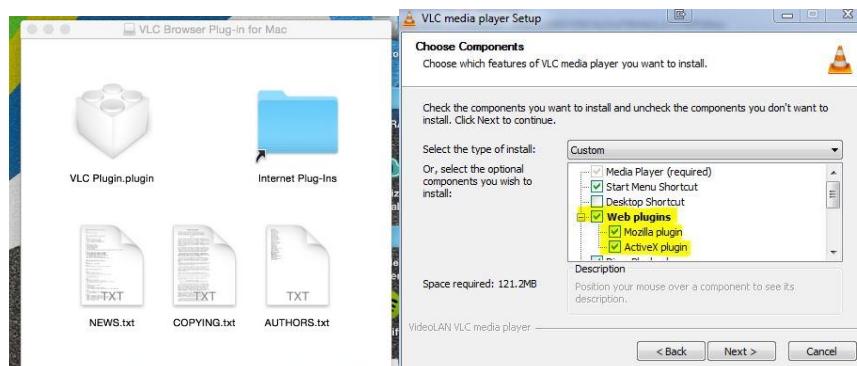 VLC Browser Plug-in for Mac
VLC Plugin.plugin
Internet Plug-Ins
TXT
TXT
TXT
NEWS.txt
COPYING.txt
AUTHORS.txt
VLC media player Setup
Choose Components
Choose which features of VLC media player you want to install.
Check the components you want to install and uncheck the components you don't want to
install. Click Next to continue.
Select the type of install:
Custom
Or, select the optional
components you wish to
install:
Media Player (required)
Start Menu Shortcut
Desktop Shortcut
Web plugins
Mozilla plugin
ActiveX plugin
Space required: 121.2MB
Description
Position your mouse over a component to see its
description.
VideoLAN VLC media player
< Back
Next >
Cancel